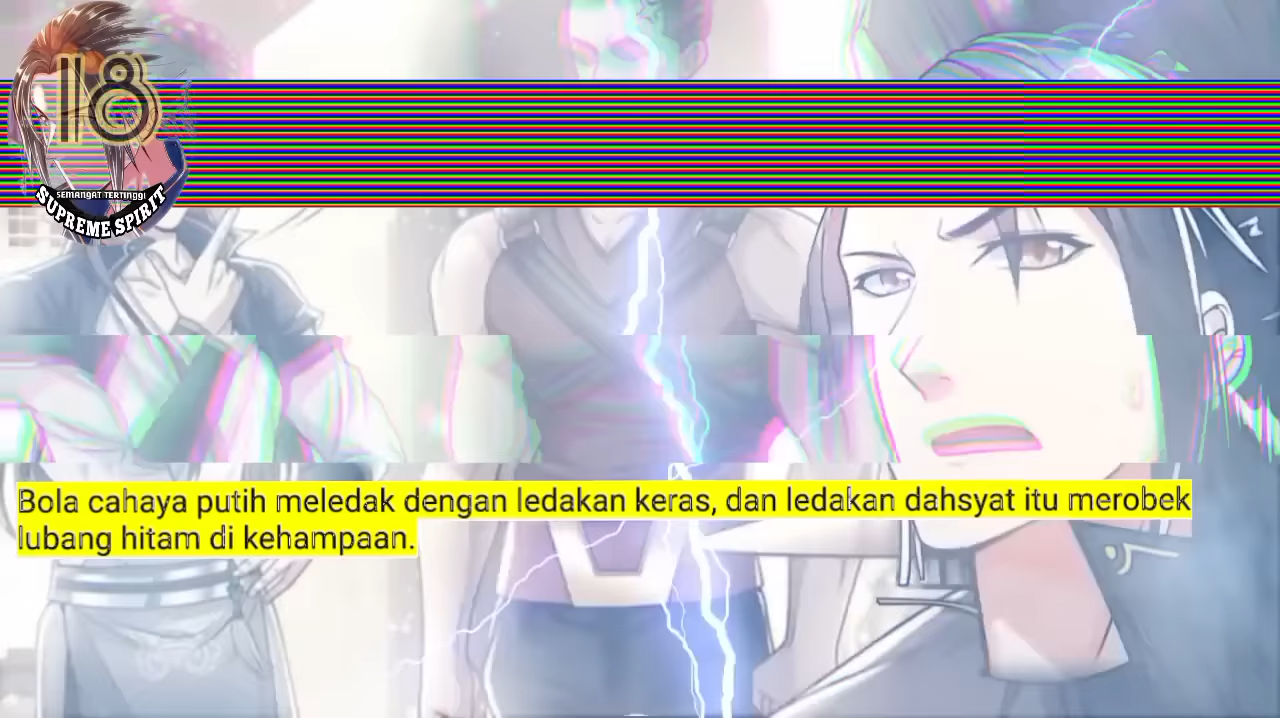 18
SEMANGAT TERTINGGI
SUPREME SPIRIT
Bola cahaya putih meledak dengan ledakan keras, dan ledakan dahsyat itu merobek
lubang hitam di kehampaan.